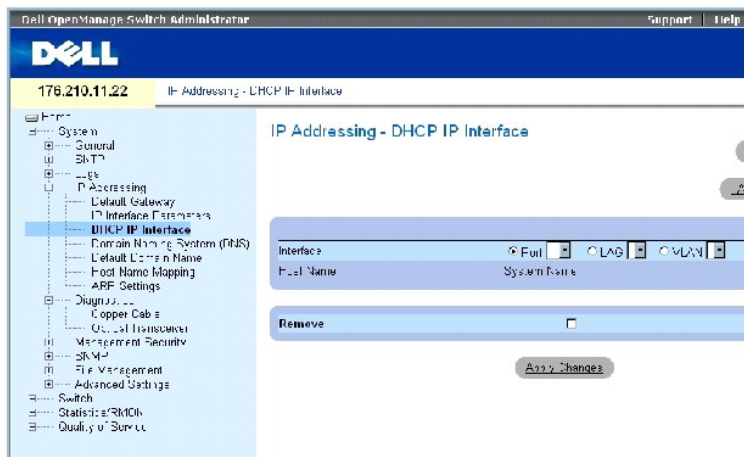 Dell OpenManage Switch Administrator Support Help
DELL
176.210.11.22 IP Addressing - DHCP IP Interface
Home
System
General
SNTP
Logs
IP Addressing
Default Gateway
IP Interface Parameters
DHCP IP Interface
Domain Naming System (DNS)
Default Domain Name
Host Name Mapping
ARP Settings
Diagnostics
Copper Cable
Optical Transceiver
Management Security
SNMP
File Management
Advanced Settings
Switch
Statistics/RMON
Quality of Service
IP Addressing - DHCP IP Interface
Interface Port LAG VLAN
Host Name System Name
Remove
Apply Changes